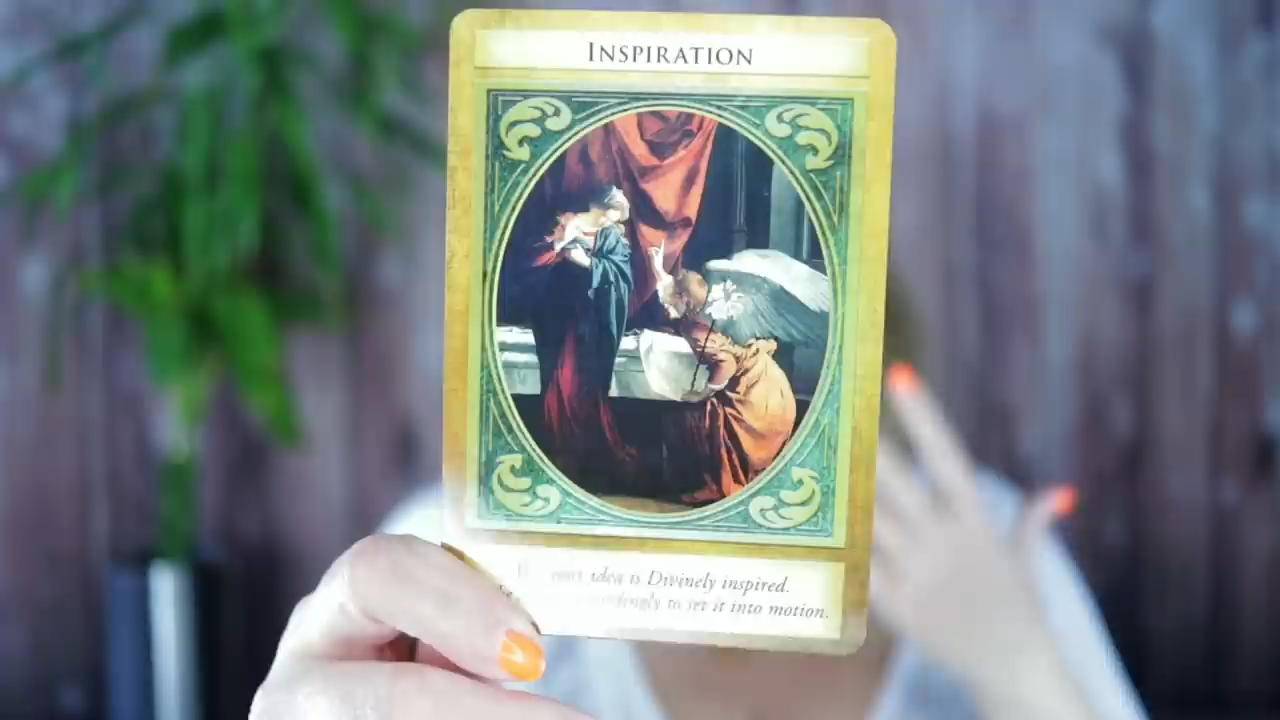 INSPIRATION
your idea is Divinely inspired.
to set it into motion.